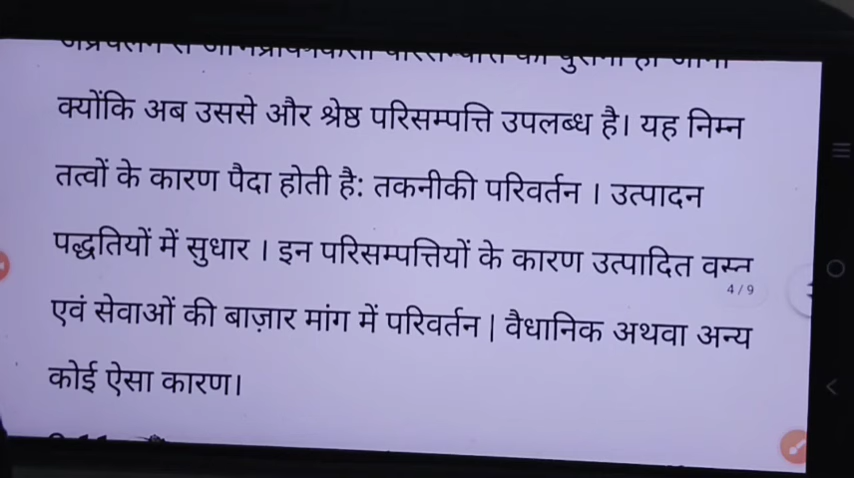 क्योंकि अब उससे और श्रेष्ठ परिसम्पत्ति उपलब्ध है। यह निम्न
तत्वों के कारण पैदा होती है: तकनीकी परिवर्तन । उत्पादन
पद्धतियों में सुधार । इन परिसम्पत्तियों के कारण उत्पादित
4/9
एवं सेवाओं की बाज़ार मांग में परिवर्तन | वैधानिक अथवा अन्य
कोई ऐसा कारण।